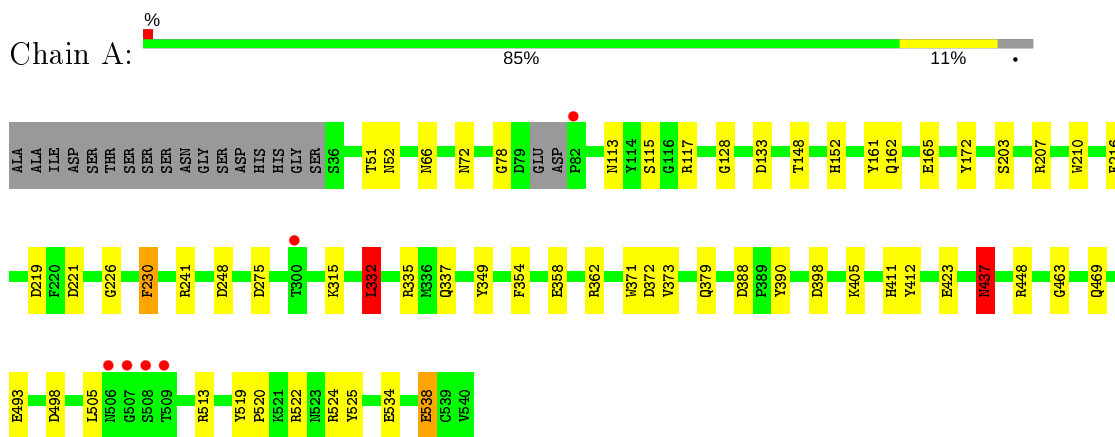 %
Chain A:
85% 11% •
ALA ALA ILE ASP SER THR SER SER SER ASN GLY SER ASP HIS HIS GLY SER S36 T51 N52 N66 N72 G78 D79 GLU ASP P82 N113 Y114 S115 G116 R117 G128 D133 T148 H152 Y161 Q162 E165 Y172 S203 R207 W210
D219 F220 D221 G226 F230 R241 D248 D275 T300 K315 L332 R335 M336 Q337 Y349 F354 E358 R362 W371 D372 V373 Q379 D388 P389 Y390 D398 K405 H411 Y412 E423 N437 R448 G463 Q469
E493 D498 L505 N506 G507 S508 T509 R513 Y519 P520 K521 R522 N523 R524 Y525 E534 E538 C539 V540